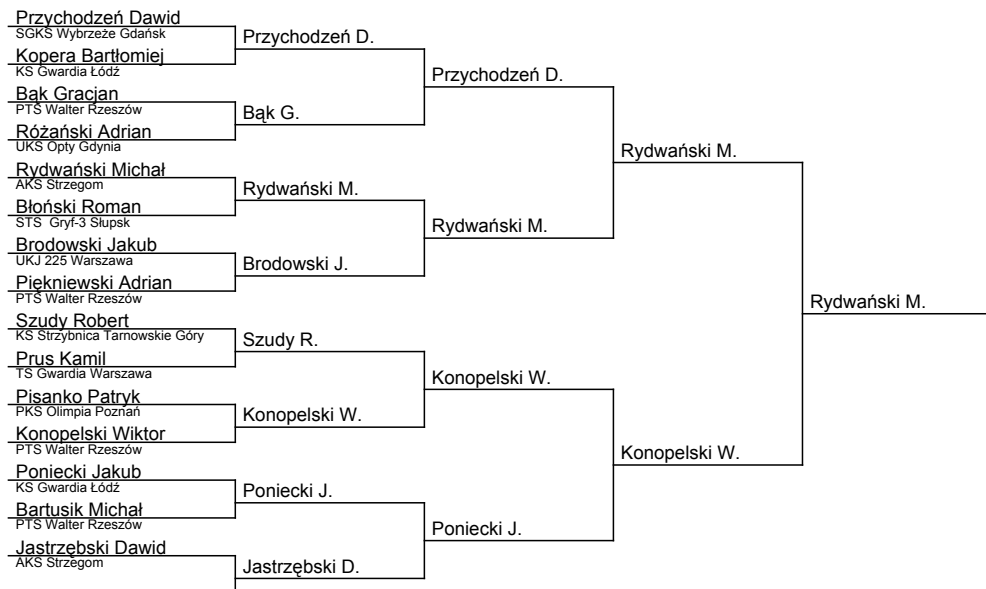 Przychodzeń Dawid
SGKS Wybrzeże Gdańsk
Kopera Bartłomiej
KS Gwardia Łódź
Bąk Gracjan
PTS Walter Rzeszów
Różański Adrian
UKS Opty Gdynia
Rydwański Michał
AKS Strzegom
Błoński Roman
STS Gryf-3 Słupsk
Brodowski Jakub
UKJ 225 Warszawa
Piękniewski Adrian
PTS Walter Rzeszów
Szudy Robert
KS Strzybnica Tarnowskie Góry
Prus Kamil
TS Gwardia Warszawa
Pisanko Patryk
PKS Olimpia Poznań
Konopelski Wiktor
PTS Walter Rzeszów
Poniecki Jakub
KS Gwardia Łódź
Bartusik Michał
PTS Walter Rzeszów
Jastrzębski Dawid
AKS Strzegom
Przychodzeń D.
Bąk G.
Rydwański M.
Brodowski J.
Szudy R.
Konopelski W.
Poniecki J.
Jastrzębski D.
Przychodzeń D.
Rydwański M.
Konopelski W.
Poniecki J.
Rydwański M.
Konopelski W.
Rydwański M.